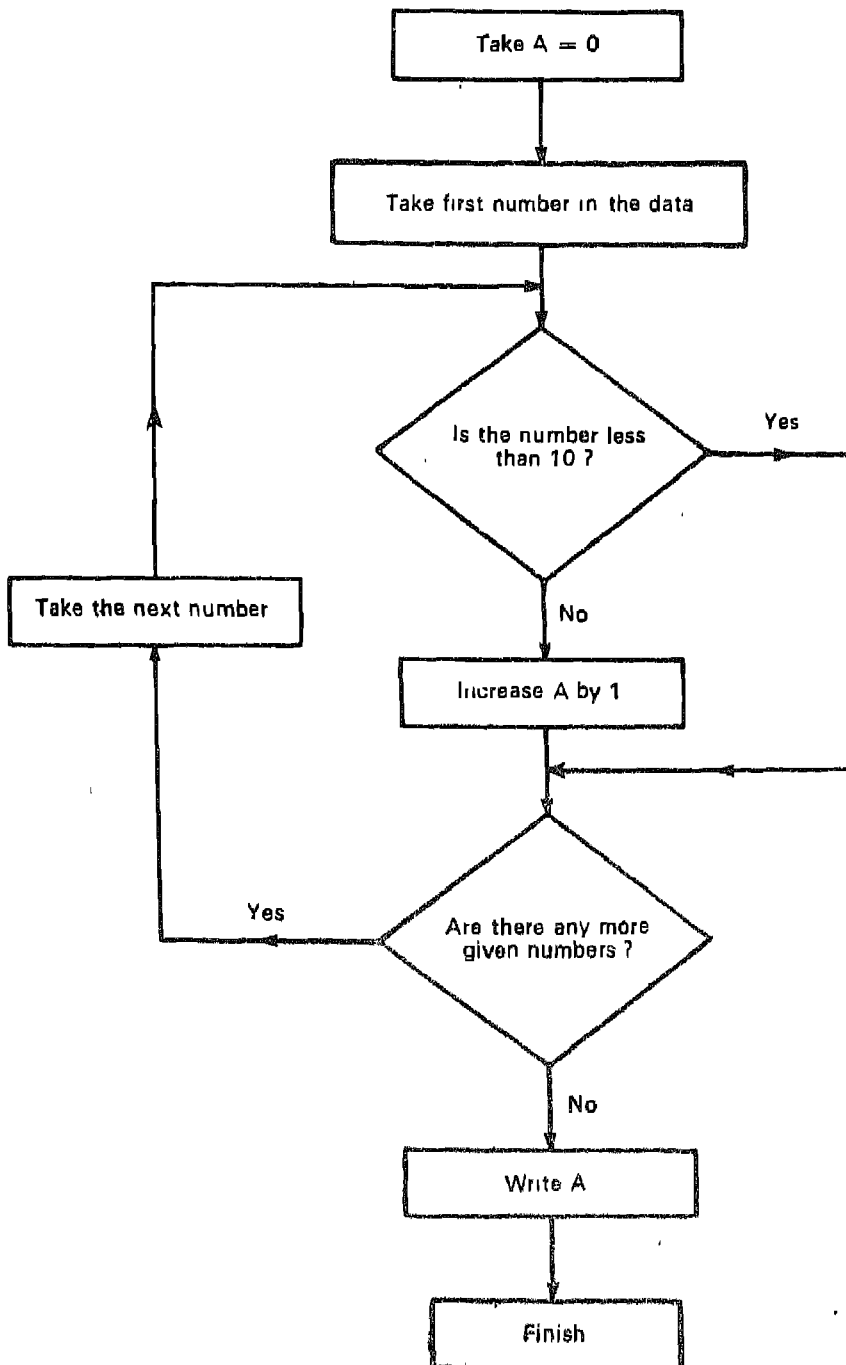 Take A = 0
Take first number in the data
Is the number less
than 10 ?
Yes
No
Take the next number
Increase A by 1
Are there any more
given numbers ?
Yes
No
Write A
Finish